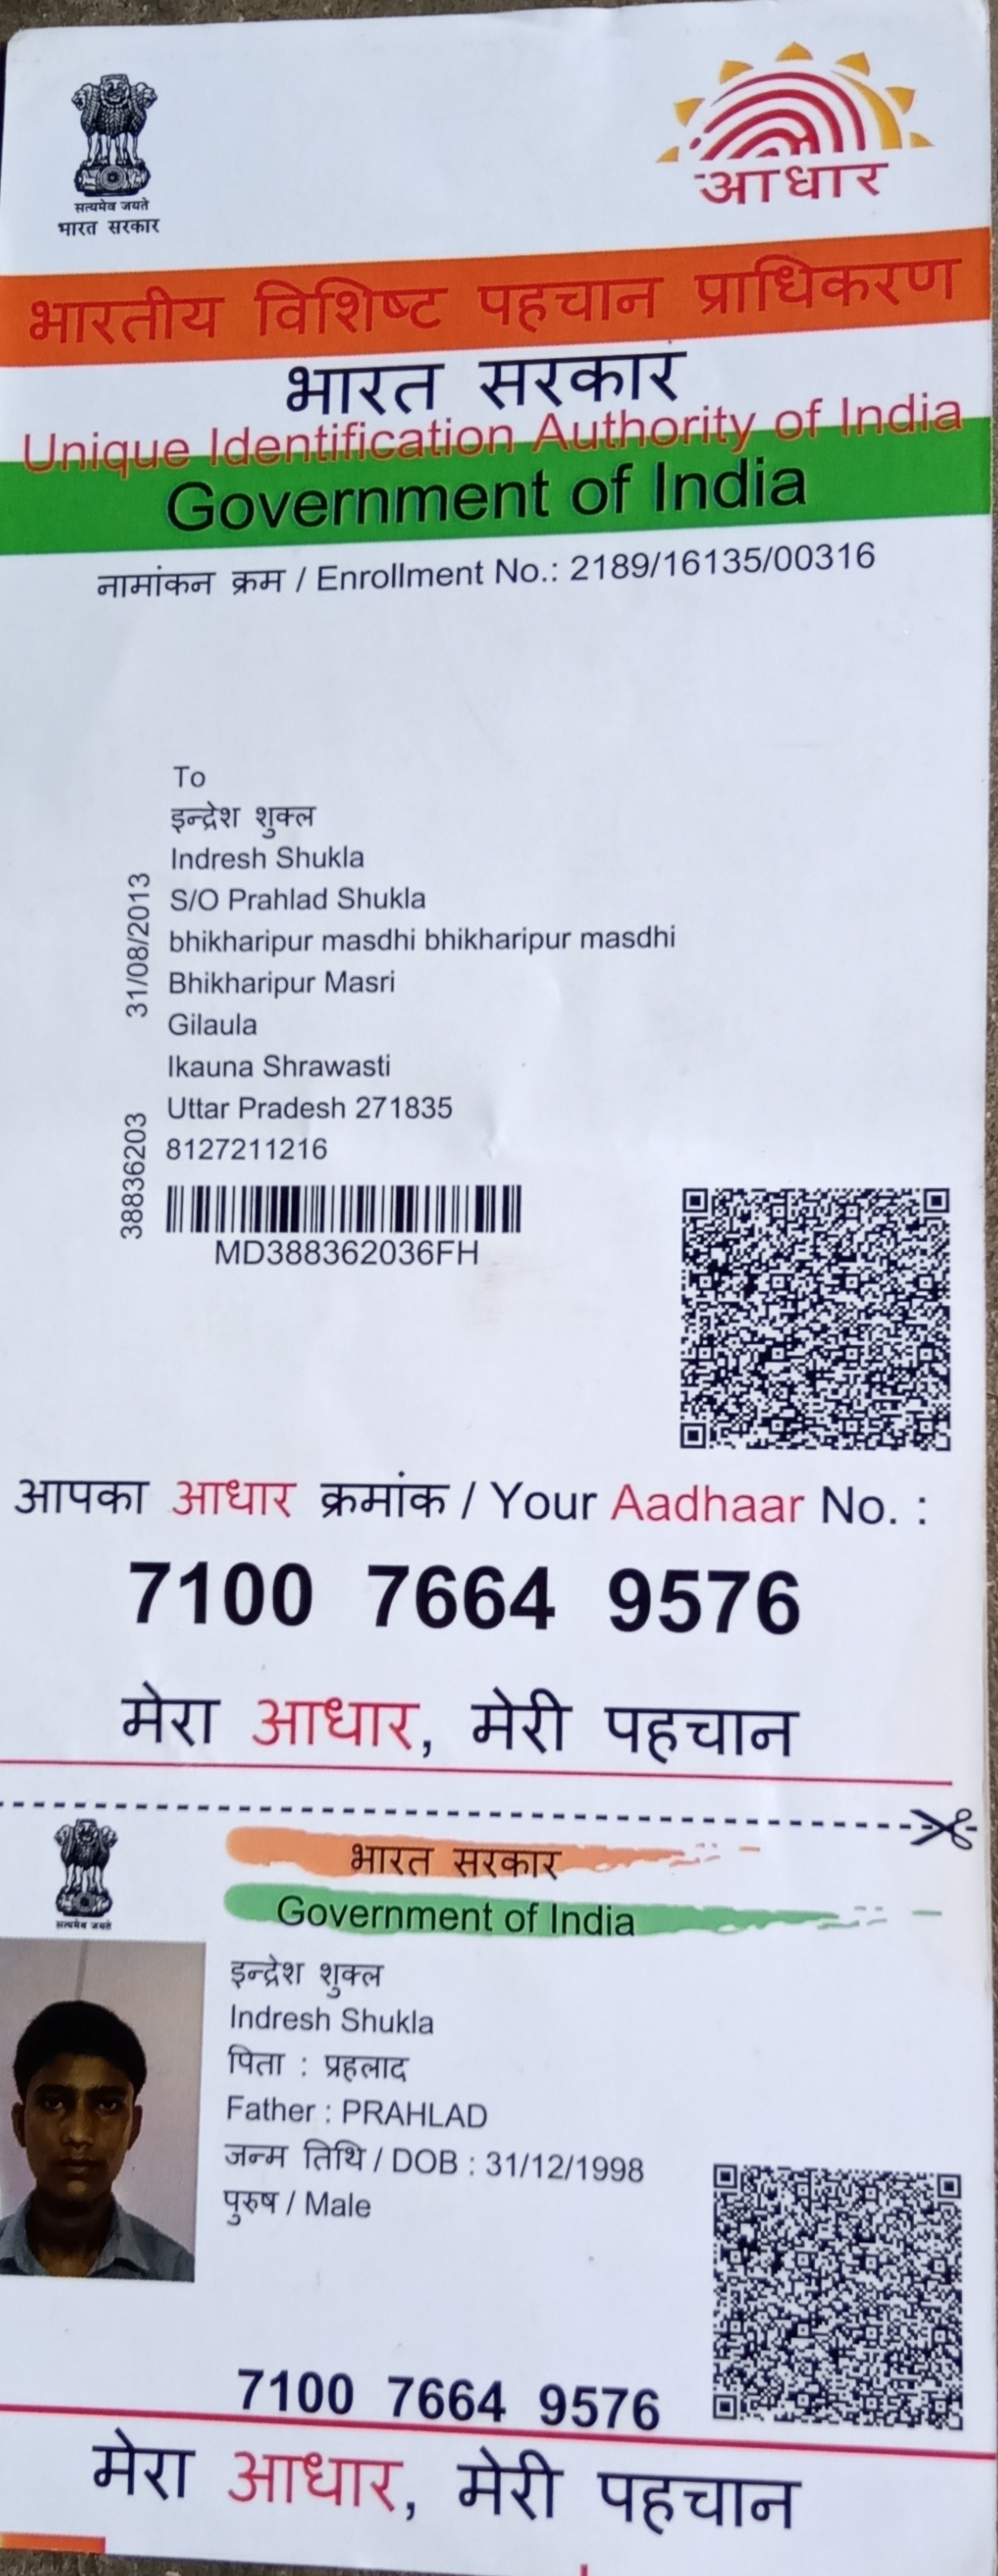 सत्यमेव जयते
भारत सरकार
आधार
भारतीय विशिष्ट पहचान प्राधिकरण
भारत सरकार
Unique Identification Authority of India
Government of India
नामांकन क्रम / Enrollment No.: 2189/16135/00316
To
इन्द्रेश शुक्ल
Indresh Shukla
S/O Prahlad Shukla
bhikharipur masdhi bhikharipur masdhi
Bhikharipur Masri
Gilaula
Ikauna Shrawasti
Uttar Pradesh 271835
8127211216
31/08/2013
38836203
MD388362036FH
आपका आधार क्रमांक / Your Aadhaar No. :
7100 7664 9576
मेरा आधार, मेरी पहचान
सत्यमेव जयते
भारत सरकार
Government of India
इन्द्रेश शुक्ल
Indresh Shukla
पिता : प्रहलाद
Father : PRAHLAD
जन्म तिथि / DOB : 31/12/1998
पुरुष / Male
7100 7664 9576
मेरा आधार, मेरी पहचान